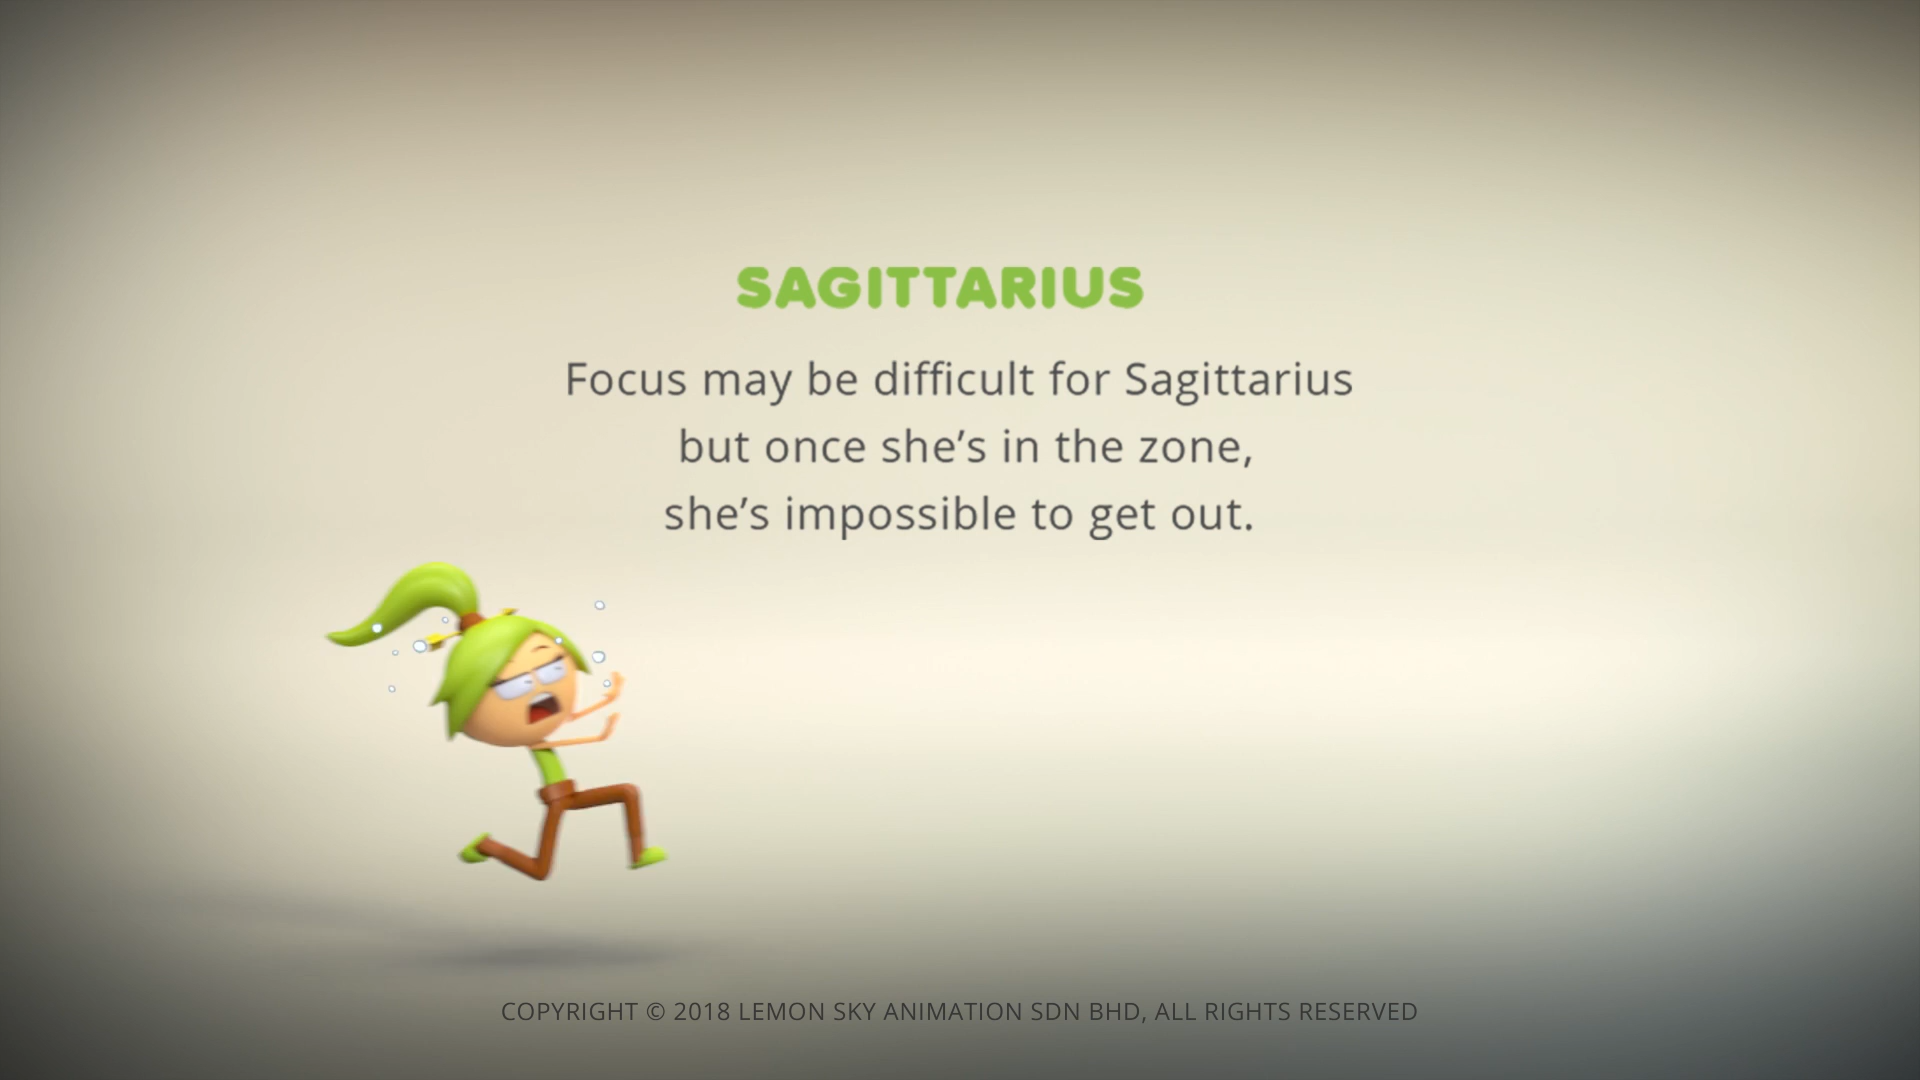 SAGITTARIUS
Focus may be difficult for Sagittarius
but once she’s in the zone,
she’s impossible to get out.
COPYRIGHT © 2018 LEMON SKY ANIMATION SDN BHD, ALL RIGHTS RESERVED